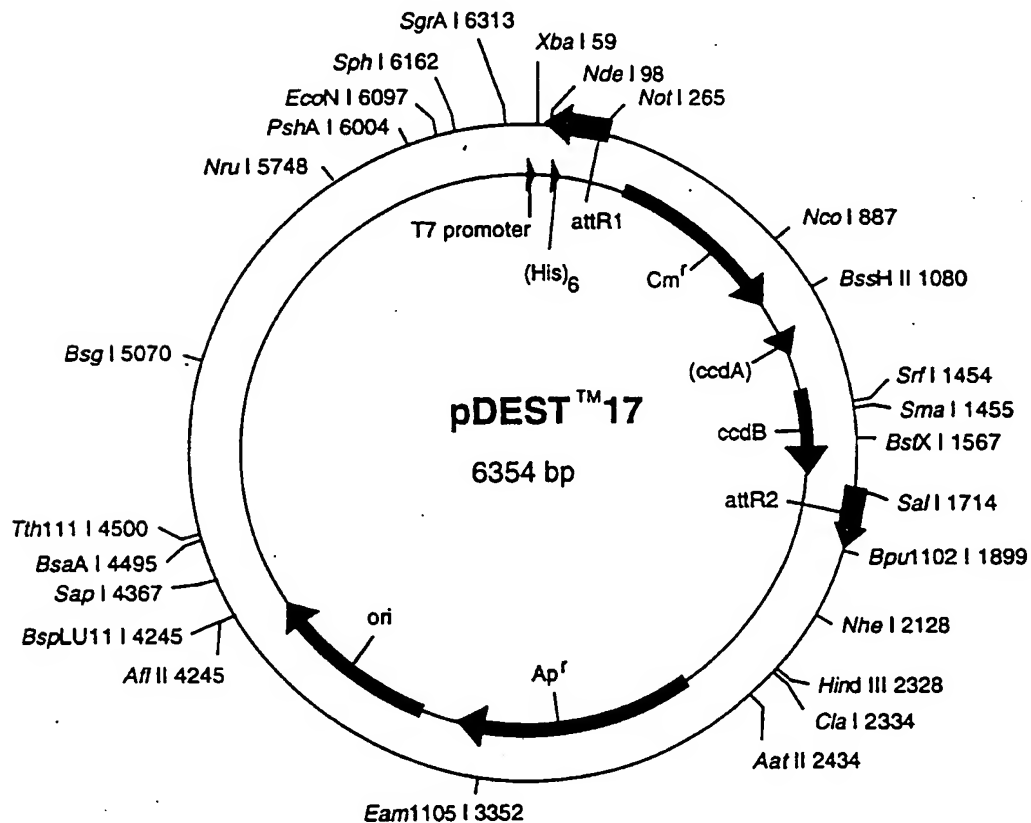 SgrA I 6313
Xba I 59
Sph I 6162
Nde I 98
EcoN I 6097
Not I 265
PshA I 6004
Nru I 5748
T7 promoter
attR1
(His)6
Cmr
Nco I 887
BssH II 1080
Bsg I 5070
(ccdA)
Srf I 1454
Sma I 1455
pDEST™17
ccdB
BstX I 1567
6354 bp
attR2
Sal I 1714
Tth111 I 4500
BsaA I 4495
Bpu1102 I 1899
Sap I 4367
BspLU11 I 4245
ori
Nhe I 2128
Afl II 4245
Apr
Hind III 2328
Cla I 2334
Aat II 2434
Eam1105 I 3352